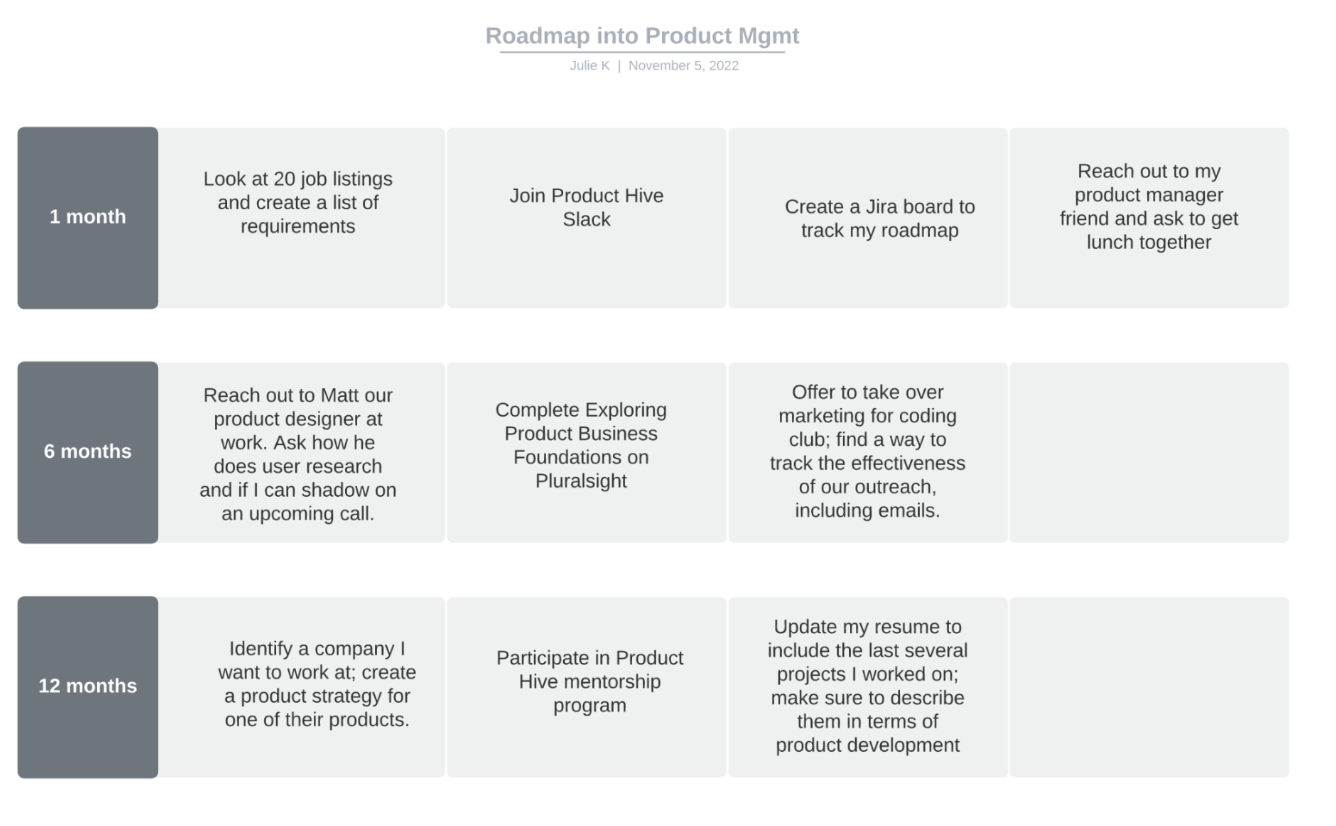 Roadmap into Product Mgmt
Julie K | November 5, 2022
1 month
Look at 20 job listings
and create a list of
requirements
Join Product Hive
Slack
Create a Jira board to
track my roadmap
Reach out to my
product manager
friend and ask to get
lunch together
6 months
Reach out to Matt our
product designer at
work. Ask how he
does user research
and if I can shadow on
an upcoming call.
Complete Exploring
Product Business
Foundations on
Pluralsight
Offer to take over
marketing for coding
club; find a way to
track the effectiveness
of our outreach,
including emails.
12 months
Identify a company I
want to work at; create
a product strategy for
one of their products.
Participate in Product
Hive mentorship
program
Update my resume to
include the last several
projects I worked on;
make sure to describe
them in terms of
product development